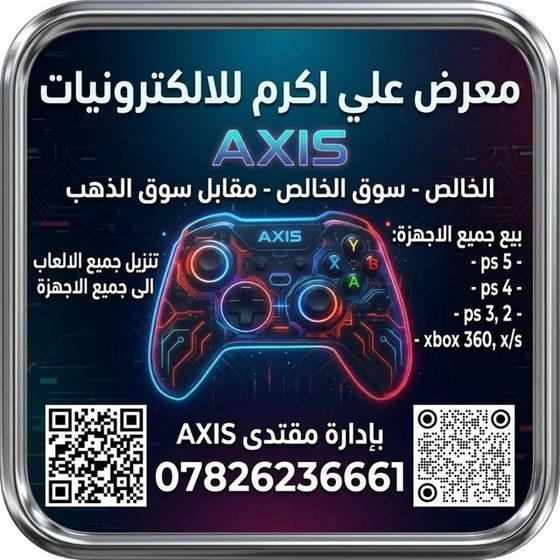 معرض علي اكرم للالكترونيات
AXIS
الخالص - سوق الخالص - مقابل سوق الذهب
بيع جميع الاجهزة:
- ps 5 -
- ps 4 -
- ps 3, 2 -
- xbox 360, x/s
تنزيل جميع الالعاب
الى جميع الاجهزة
AXIS
Y
X
B
A
بإدارة مقتدى AXIS
07826236661